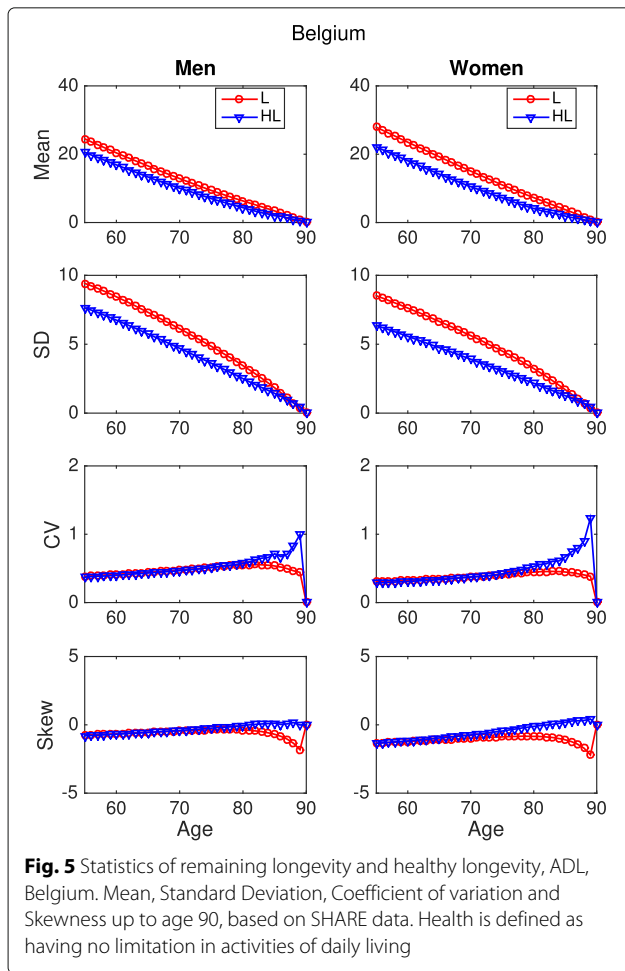 Belgium
Men Women
L L
HL HL
Mean
40 40
20 20
0 0
60 70 80 90 60 70 80 90
SD
10 10
5 5
0 0
60 70 80 90 60 70 80 90
CV
2 2
1 1
0 0
60 70 80 90 60 70 80 90
Skew
5 5
0 0
-5 -5
60 70 80 90 60 70 80 90
Age Age
Fig. 5 Statistics of remaining longevity and healthy longevity, ADL,
Belgium. Mean, Standard Deviation, Coefficient of variation and
Skewness up to age 90, based on SHARE data. Health is defined as
having no limitation in activities of daily living